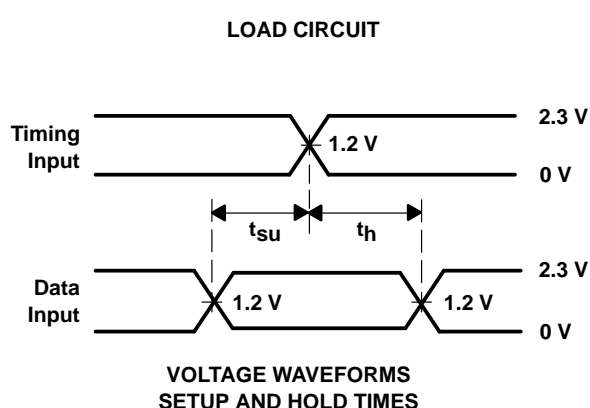 LOAD CIRCUIT
2.3 V
Timing
Input
1.2 V
0 V
tsu
th
2.3 V
Data
Input
1.2 V
1.2 V
0 V
VOLTAGE WAVEFORMS
SETUP AND HOLD TIMES